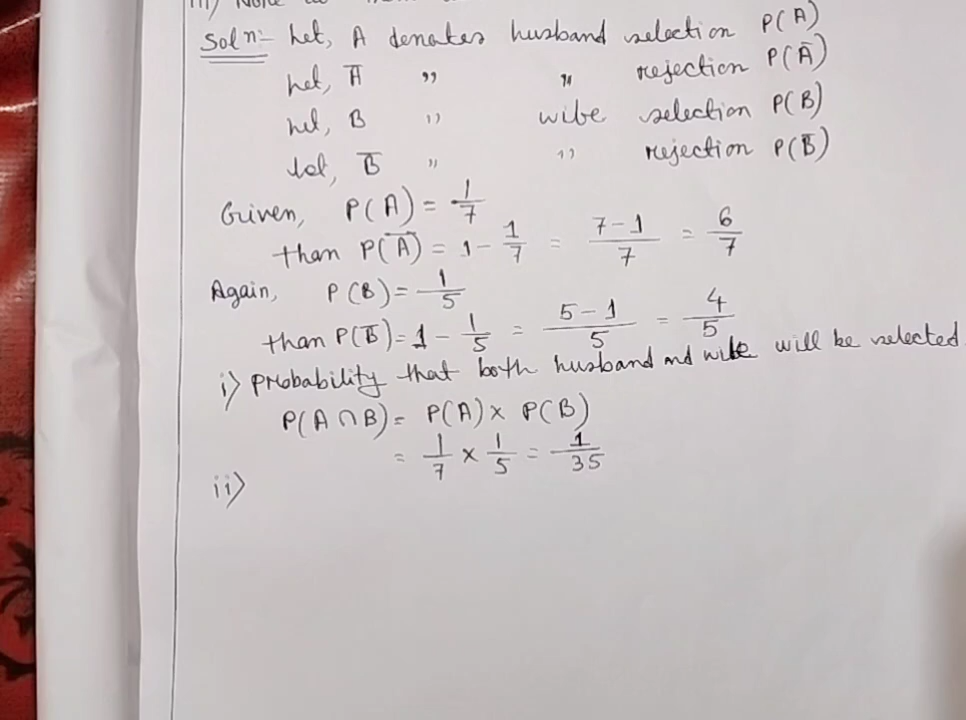 iii) None
Soln:- Let, A denotes husband selection P(A)
Let, A̅ ,, ,, rejection P(A̅)
Let, B ,, wife selection P(B)
Let, B̅ ,, ,, rejection P(B̅)
Given, P(A) = 1/7
than P(A̅) = 1 - 1/7 = 7-1/7 = 6/7
Again, P(B) = 1/5
than P(B̅) = 1 - 1/5 = 5-1/5 = 4/5
i) Probability that both husband and wife will be selected
P(A∩B) = P(A) x P(B)
= 1/7 x 1/5 = 1/35
ii)